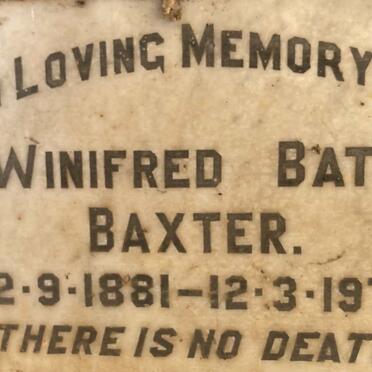 LOVING MEMORY
WINIFRED BAT
BAXTER.
2·9·1881—12·3·19
THERE IS NO DEAT